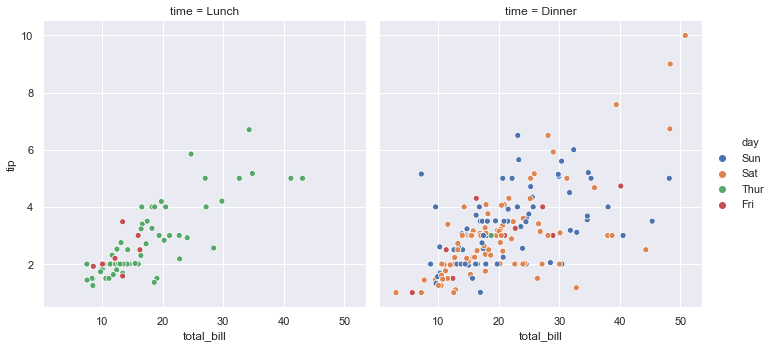 time = Lunch
time = Dinner
10
8
6
4
2
tip
10
20
30
40
50
total_bill
10
20
30
40
50
total_bill
day
Sun
Sat
Thur
Fri